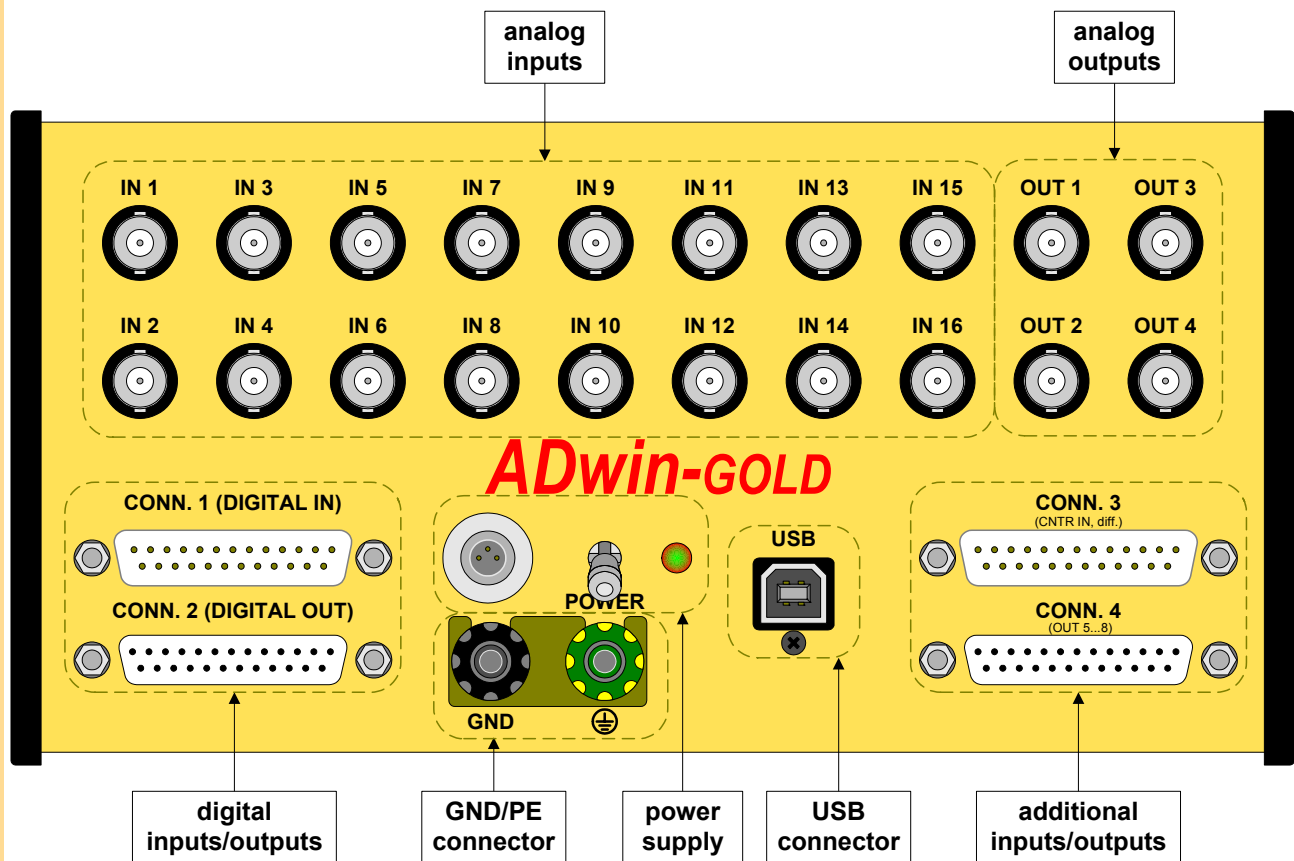 analog
inputs
analog
outputs
IN 1 IN 3 IN 5 IN 7 IN 9 IN 11 IN 13 IN 15 OUT 1 OUT 3
IN 2 IN 4 IN 6 IN 8 IN 10 IN 12 IN 14 IN 16 OUT 2 OUT 4
ADwin-GOLD
CONN. 1 (DIGITAL IN)
CONN. 2 (DIGITAL OUT)
POWER
GND
USB
CONN. 3
(CNTR IN, diff.)
CONN. 4
(OUT 5...8)
digital
inputs/outputs
GND/PE
connector
power
supply
USB
connector
additional
inputs/outputs